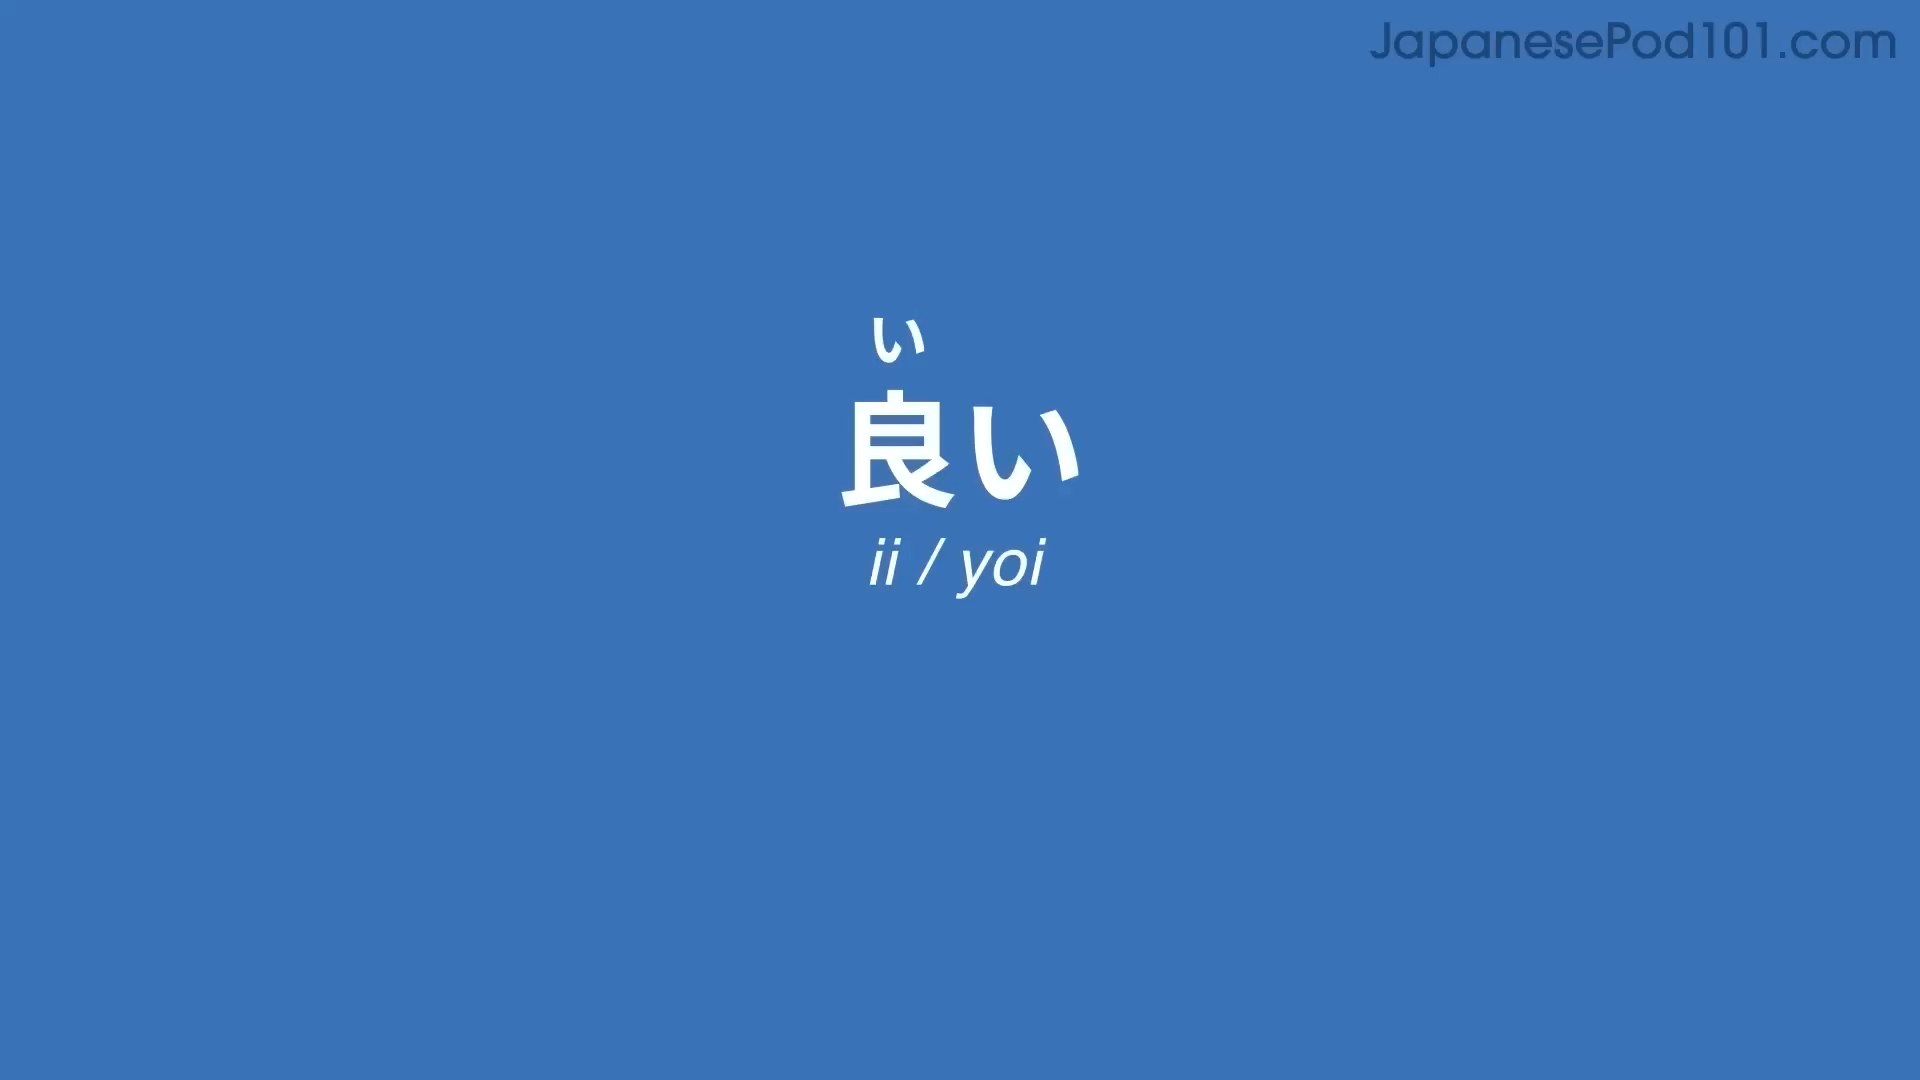 JapanesePod101.com
い
良い
ii / yoi